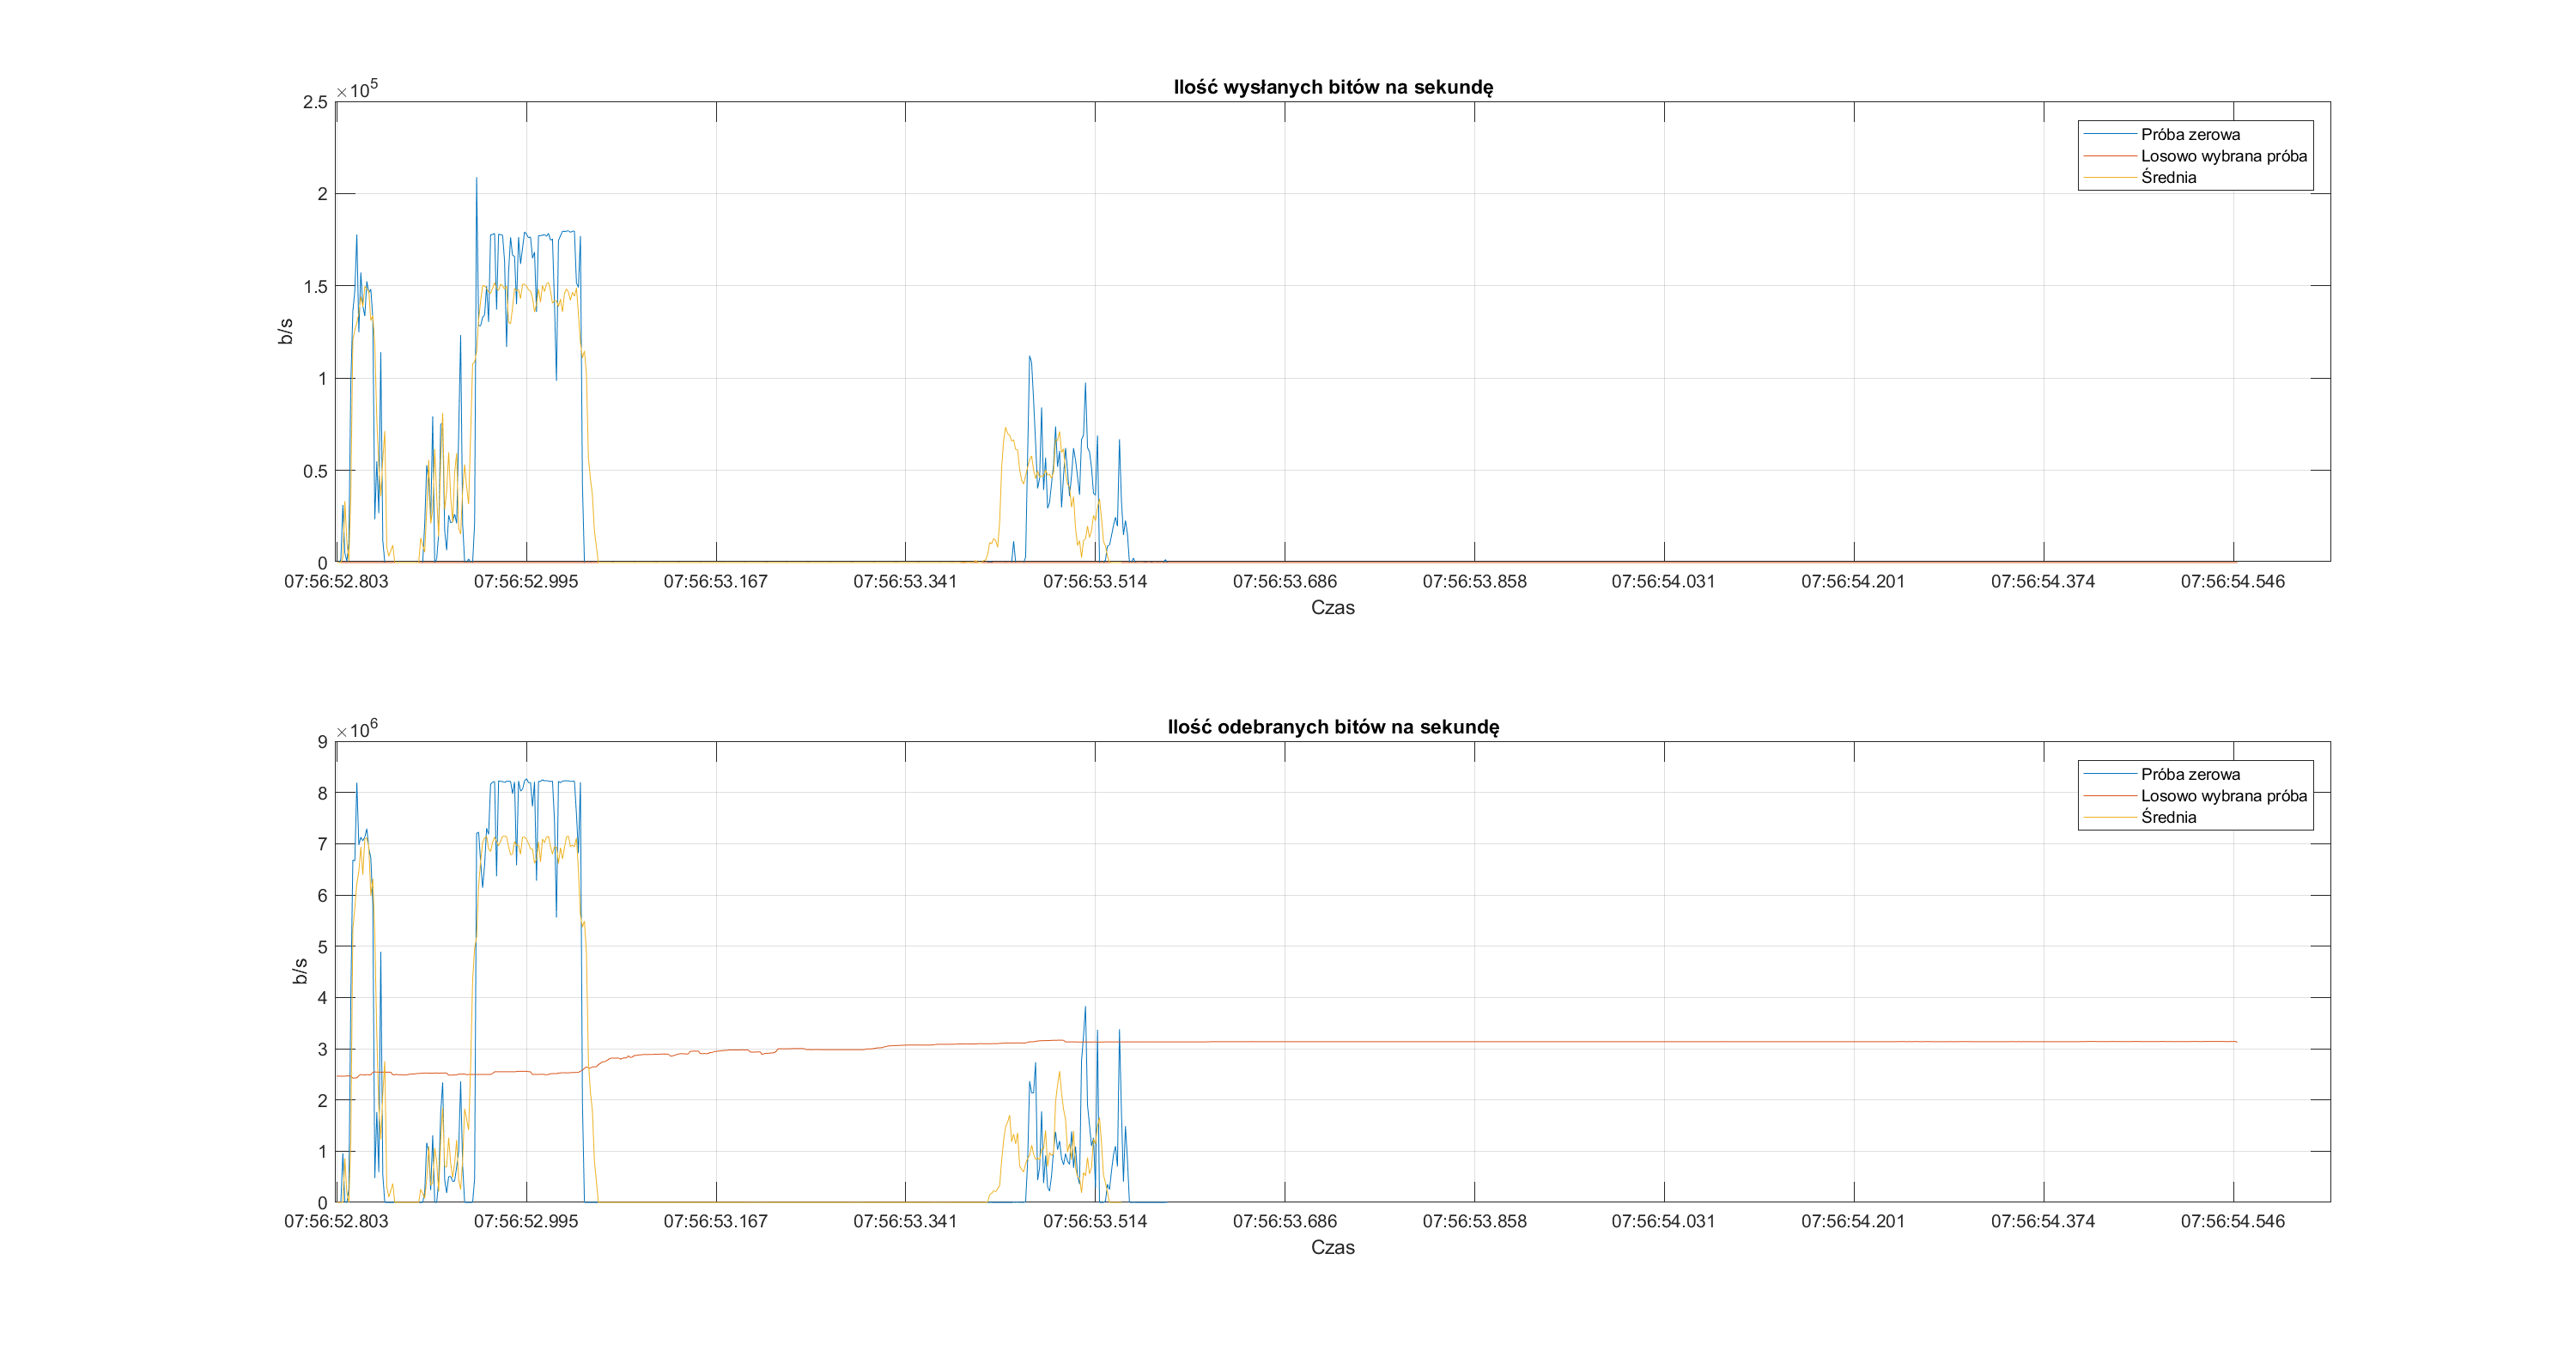 Ilość wysłanych bitów na sekundę
×10^5
2.5
2
1.5
1
0.5
0
b/s
Próba zerowa
Losowo wybrana próba
Średnia
07:56:52.803 07:56:52.995 07:56:53.167 07:56:53.341 07:56:53.514 07:56:53.686 07:56:53.858 07:56:54.031 07:56:54.201 07:56:54.374 07:56:54.546
Czas
Ilość odebranych bitów na sekundę
×10^6
9
8
7
6
5
4
3
2
1
0
b/s
Próba zerowa
Losowo wybrana próba
Średnia
07:56:52.803 07:56:52.995 07:56:53.167 07:56:53.341 07:56:53.514 07:56:53.686 07:56:53.858 07:56:54.031 07:56:54.201 07:56:54.374 07:56:54.546
Czas